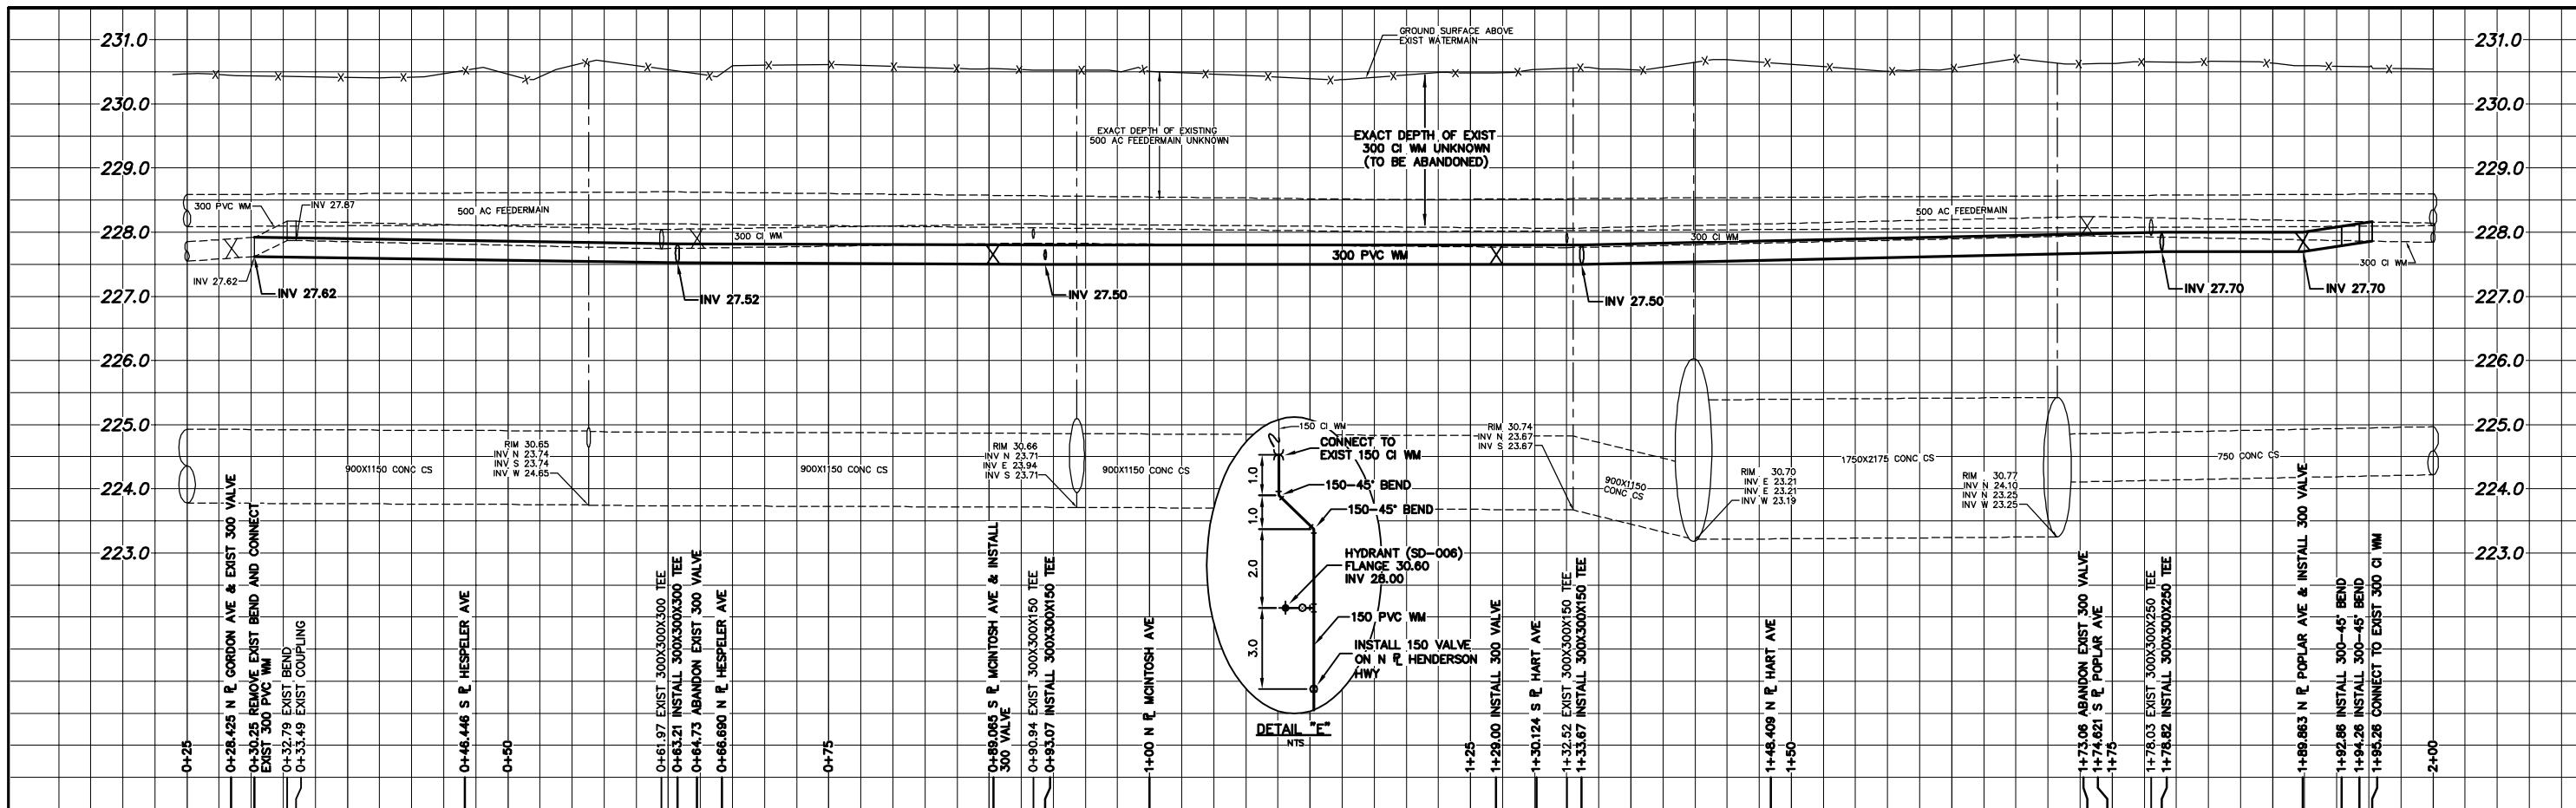 231.0
230.0
229.0
228.0
227.0
226.0
225.0
224.0
223.0
231.0
230.0
229.0
228.0
227.0
226.0
225.0
224.0
223.0
GROUND SURFACE ABOVE
EXIST WATERMAIN
EXACT DEPTH OF EXISTING
500 AC FEEDERMAIN UNKNOWN
EXACT DEPTH OF EXIST
300 CI WM UNKNOWN
(TO BE ABANDONED)
300 PVC WM
INV 27.87
500 AC FEEDERMAIN
300 CI WM
300 PVC WM
500 AC FEEDERMAIN
300 CI WM
300 CI WM
INV 27.62
INV 27.62
INV 27.52
INV 27.50
INV 27.50
INV 27.70
INV 27.70
900X1150 CONC CS
RIM 30.65
INV N 23.74
INV S 23.74
INV W 24.65
900X1150 CONC CS
RIM 30.66
INV N 23.71
INV E 23.94
INV S 23.71
900X1150 CONC CS
RIM 30.74
INV N 23.67
INV S 23.67
900X1150
CONC CS
RIM 30.70
INV E 23.21
INV E 23.21
INV W 23.19
1750X2175 CONC CS
RIM 30.77
INV N 24.10
INV N 23.25
INV W 23.25
750 CONC CS
150 CI WM
CONNECT TO
EXIST 150 CI WM
150-45° BEND
150-45° BEND
HYDRANT (SD-006)
FLANGE 30.60
INV 28.00
150 PVC WM
INSTALL 150 VALVE
ON N PL HENDERSON
HWY
1.0
1.0
2.0
3.0
DETAIL "E"
NTS
0+25
0+28.425 N PL GORDON AVE & EXIST 300 VALVE
0+30.25 REMOVE EXIST BEND AND CONNECT
EXIST 300 PVC WM
0+32.79 EXIST BEND
0+33.49 EXIST COUPLING
0+46.446 S PL HESPELER AVE
0+50
0+61.97 EXIST 300X300X300 TEE
0+63.21 INSTALL 300X300X300 TEE
0+64.73 ABANDON EXIST 300 VALVE
0+66.690 N PL HESPELER AVE
0+75
0+89.065 S PL MCINTOSH AVE & INSTALL
300 VALVE
0+90.94 EXIST 300X300X150 TEE
0+93.07 INSTALL 300X300X150 TEE
1+00 N PL MCINTOSH AVE
1+25
1+29.00 INSTALL 300 VALVE
1+30.124 S PL HART AVE
1+32.52 EXIST 300X300X150 TEE
1+33.67 INSTALL 300X300X150 TEE
1+48.409 N PL HART AVE
1+50
1+73.06 ABANDON EXIST 300 VALVE
1+74.621 S PL POPLAR AVE
1+75
1+78.03 EXIST 300X300X250 TEE
1+78.82 INSTALL 300X300X250 TEE
1+89.863 N PL POPLAR AVE & INSTALL 300 VALVE
1+92.86 INSTALL 300-45° BEND
1+94.26 INSTALL 300-45° BEND
1+95.26 CONNECT TO EXIST 300 CI WM
2+00